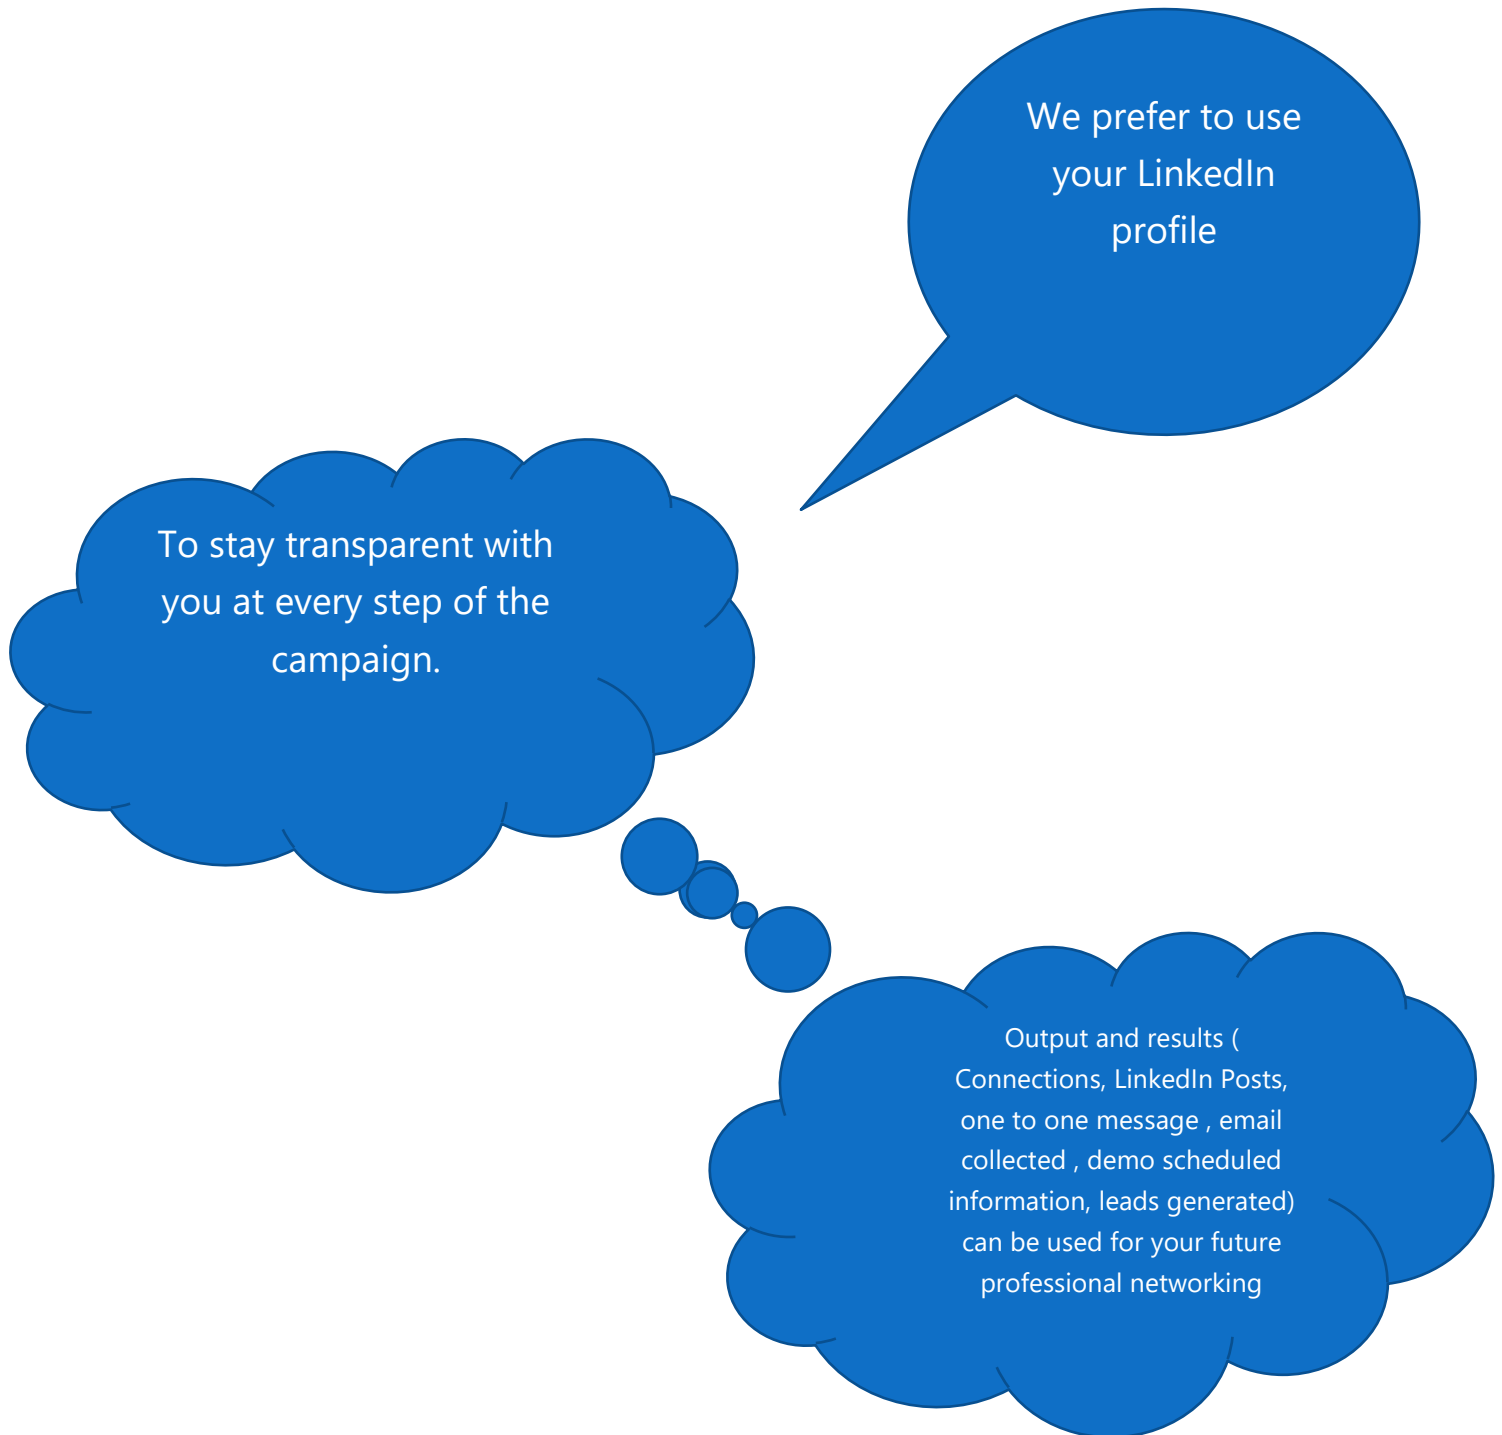 We prefer to use
your LinkedIn
profile
To stay transparent with
you at every step of the
campaign.
Output and results (
Connections, LinkedIn Posts,
one to one message , email
collected , demo scheduled
information, leads generated)
can be used for your future
professional networking